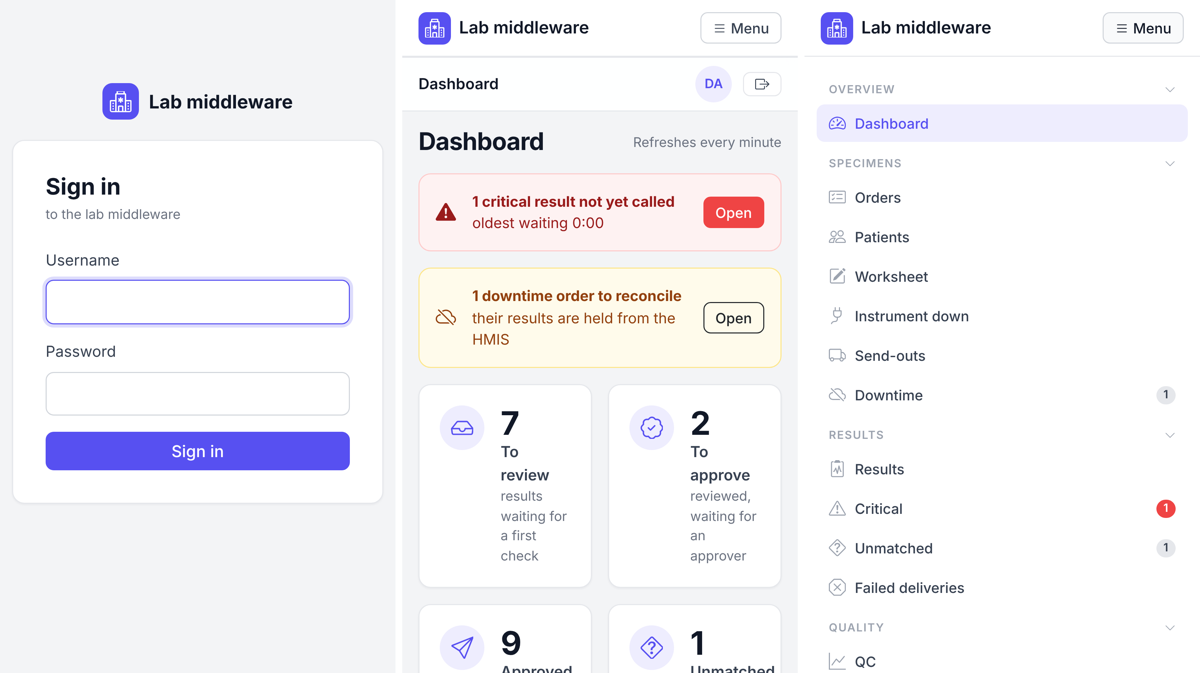 Lab middleware
Sign in
to the lab middleware
Username
Password
Sign in
Lab middleware
Menu
Dashboard
DA
Dashboard
Refreshes every minute
1 critical result not yet called
oldest waiting 0:00
Open
1 downtime order to reconcile
their results are held from the
HMIS
Open
7
To
review
results
waiting for
a first
check
2
To
approve
reviewed,
waiting for
an
approver
9
Approved
1
Unmatched
Lab middleware
Menu
OVERVIEW
Dashboard
SPECIMENS
Orders
Patients
Worksheet
Instrument down
Send-outs
Downtime
1
RESULTS
Results
Critical
1
Unmatched
1
Failed deliveries
QUALITY
QC